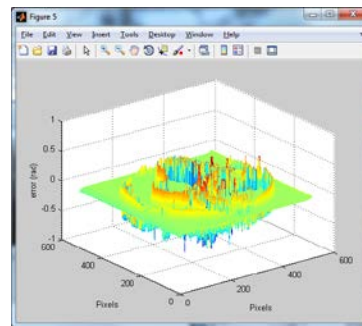 Figure 5
File Edit View Insert Tools Desktop Window Help
1
0.5
0
-0.5
-1
error (rad)
600
400
200
0
Pixels
0
200
400
600
Pixels